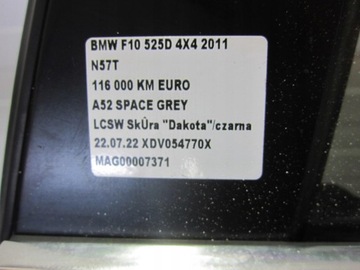 BMW F10 525D 4X4 2011
N57T
116 000 KM EURO
A52 SPACE GREY
LCSW SkÛra "Dakota"/czarna
22.07.22 XDV054770X
MAG00007371